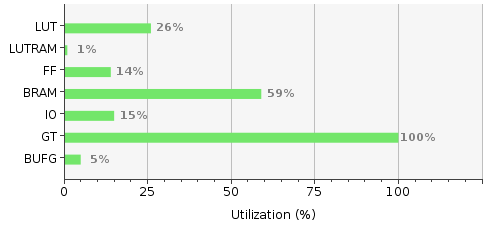 LUT 26%
LUTRAM 1%
FF 14%
BRAM 59%
IO 15%
GT 100%
BUFG 5%
0 25 50 75 100
Utilization (%)